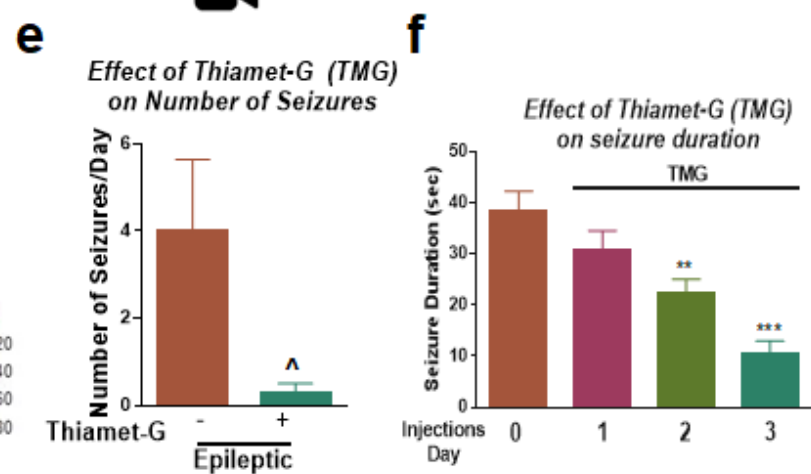 e
Effect of Thiamet-G (TMG)
on Number of Seizures
Number of Seizures/Day
6
4
2
0
^
Thiamet-G - +
Epileptic
f
Effect of Thiamet-G (TMG)
on seizure duration
TMG
Seizure Duration (sec)
50
40
30
20
10
0
**
***
Injections 0 1 2 3
Day